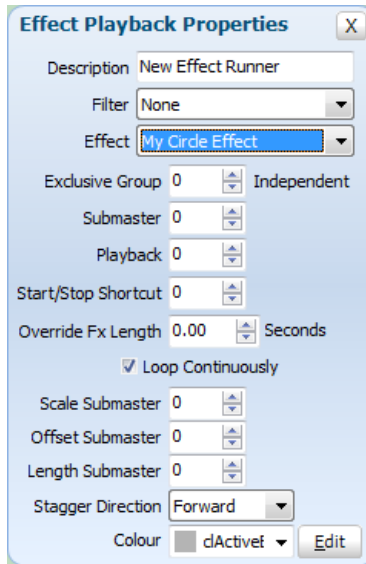 Effect Playback Properties X
Description New Effect Runner
Filter None
Effect My Circle Effect
Exclusive Group 0 Independent
Submaster 0
Playback 0
Start/Stop Shortcut 0
Override Fx Length 0.00 Seconds
Loop Continuously
Scale Submaster 0
Offset Submaster 0
Length Submaster 0
Stagger Direction Forward
Colour Edit